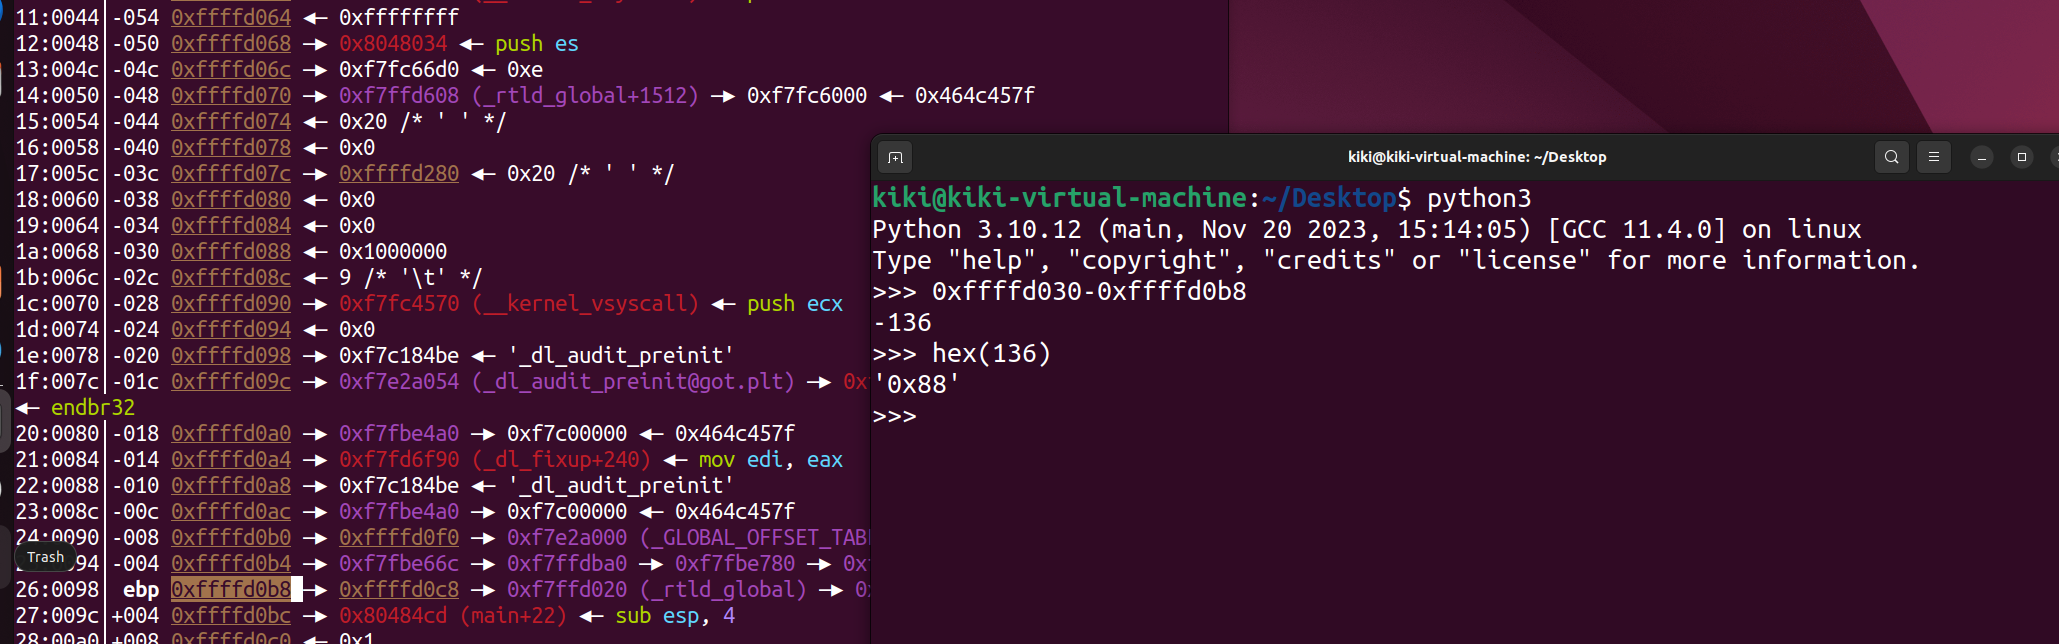 11:0044│-054 0xffffd064 ◂— 0xffffffff
12:0048│-050 0xffffd068 —▸ 0x8048034 ◂— push es
13:004c│-04c 0xffffd06c —▸ 0xf7fc66d0 ◂— 0xe
14:0050│-048 0xffffd070 —▸ 0xf7ffd608 (_rtld_global+1512) —▸ 0xf7fc6000 ◂— 0x464c457f
15:0054│-044 0xffffd074 ◂— 0x20 /* ' ' */
16:0058│-040 0xffffd078 ◂— 0x0
17:005c│-03c 0xffffd07c —▸ 0xffffd280 ◂— 0x20 /* ' ' */
18:0060│-038 0xffffd080 ◂— 0x0
19:0064│-034 0xffffd084 ◂— 0x0
1a:0068│-030 0xffffd088 ◂— 0x1000000
1b:006c│-02c 0xffffd08c ◂— 9 /* '\t' */
1c:0070│-028 0xffffd090 —▸ 0xf7fc4570 (__kernel_vsyscall) ◂— push ecx
1d:0074│-024 0xffffd094 ◂— 0x0
1e:0078│-020 0xffffd098 —▸ 0xf7c184be ◂— '_dl_audit_preinit'
1f:007c│-01c 0xffffd09c —▸ 0xf7e2a054 (_dl_audit_preinit@got.plt) —▸ 0x
◂— endbr32
20:0080│-018 0xffffd0a0 —▸ 0xf7fbe4a0 —▸ 0xf7c00000 ◂— 0x464c457f
21:0084│-014 0xffffd0a4 —▸ 0xf7fd6f90 (_dl_fixup+240) ◂— mov edi, eax
22:0088│-010 0xffffd0a8 —▸ 0xf7c184be ◂— '_dl_audit_preinit'
23:008c│-00c 0xffffd0ac —▸ 0xf7fbe4a0 —▸ 0xf7c00000 ◂— 0x464c457f
24:0090│-008 0xffffd0b0 —▸ 0xffffd0f0 —▸ 0xf7e2a000 (_GLOBAL_OFFSET_TAB
Trash
94│-004 0xffffd0b4 —▸ 0xf7fbe66c —▸ 0xf7ffdba0 —▸ 0xf7fbe780 —▸ 0x
26:0098│ ebp 0xffffd0b8 —▸ 0xffffd0c8 —▸ 0xf7ffd020 (_rtld_global) —▸ 0
27:009c│+004 0xffffd0bc —▸ 0x80484cd (main+22) ◂— sub esp, 4
28:00a0│+008 0xffffd0c0 ◂— 0x1
kiki@kiki-virtual-machine: ~/Desktop
kiki@kiki-virtual-machine:~/Desktop$ python3
Python 3.10.12 (main, Nov 20 2023, 15:14:05) [GCC 11.4.0] on linux
Type "help", "copyright", "credits" or "license" for more information.
>>> 0xffffd030-0xffffd0b8
-136
>>> hex(136)
'0x88'
>>>